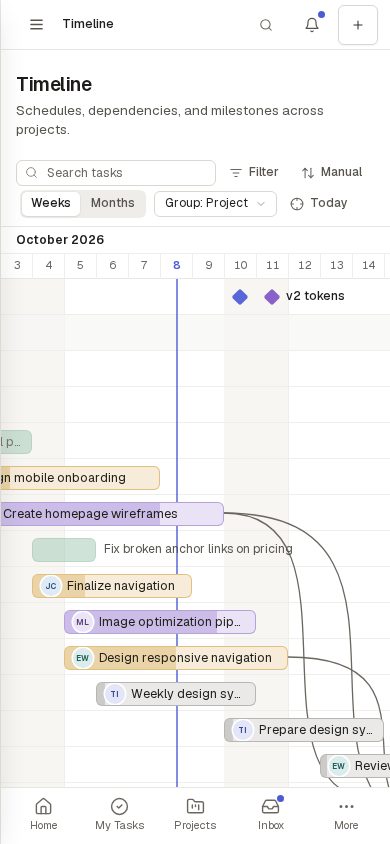 Timeline
Timeline
Schedules, dependencies, and milestones across
projects.
Search tasks
Filter
Manual
Weeks
Months
Group: Project
Today
October 2026
3 4 5 6 7 8 9 10 11 12 13 14
v2 tokens
l p...
gn mobile onboarding
Create homepage wireframes
Fix broken anchor links on pricing
JC Finalize navigation
ML Image optimization pip...
EW Design responsive navigation
TI Weekly design sy...
TI Prepare design sy...
EW Review
Home
My Tasks
Projects
Inbox
More